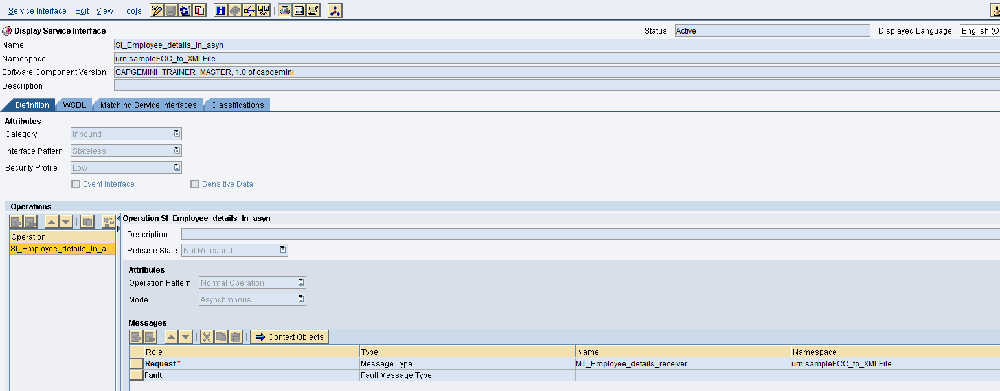 Service Interface Edit View Tools
Display Service Interface Status Active Displayed Language English (O
Name SI_Employee_details_In_asyn
Namespace urn:sampleFCC_to_XMLFile
Software Component Version CAPGEMINI_TRAINER_MASTER, 1.0 of capgemini
Description
Definition WSDL Matching Service Interfaces Classifications
Attributes
Category Inbound
Interface Pattern Stateless
Security Profile Low
Event interface Sensitive Data
Operations
Operation SI_Employee_details_In_asyn
Description
Operation
Release State Not Released
SI_Employee_details_In_a...
Attributes
Operation Pattern Normal Operation
Mode Asynchronous
Messages
Context Objects
Role Type Name Namespace
Request * Message Type MT_Employee_details_receiver urn:sampleFCC_to_XMLFile
Fault Fault Message Type